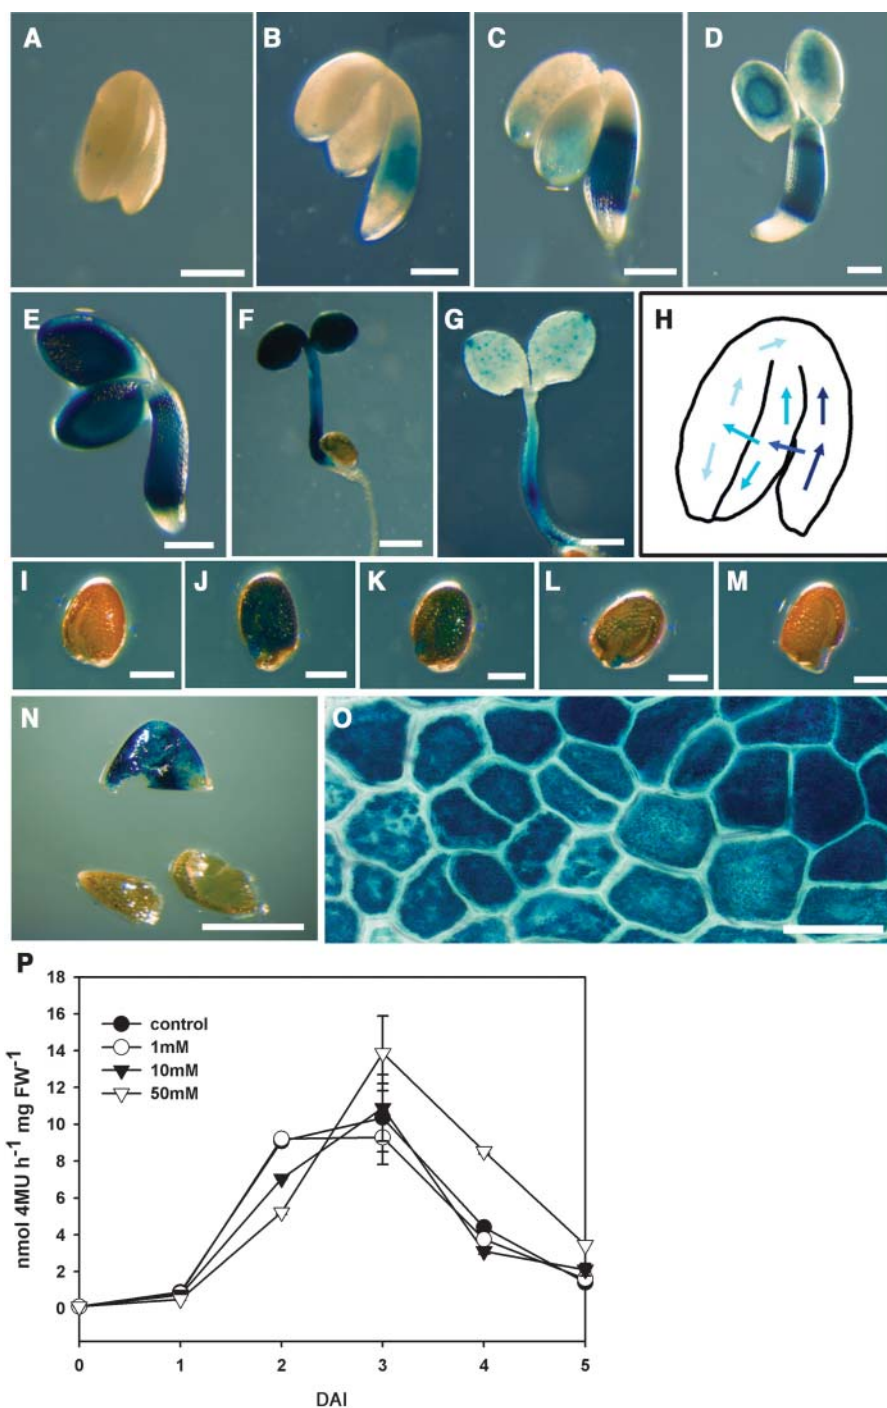 A B C D
E F G H
I J K L M
N O
P
18
16
14
12
10
8
6
4
2
0
nmol 4MU h-1 mg FW-1
control
1mM
10mM
50mM
0 1 2 3 4 5
DAI